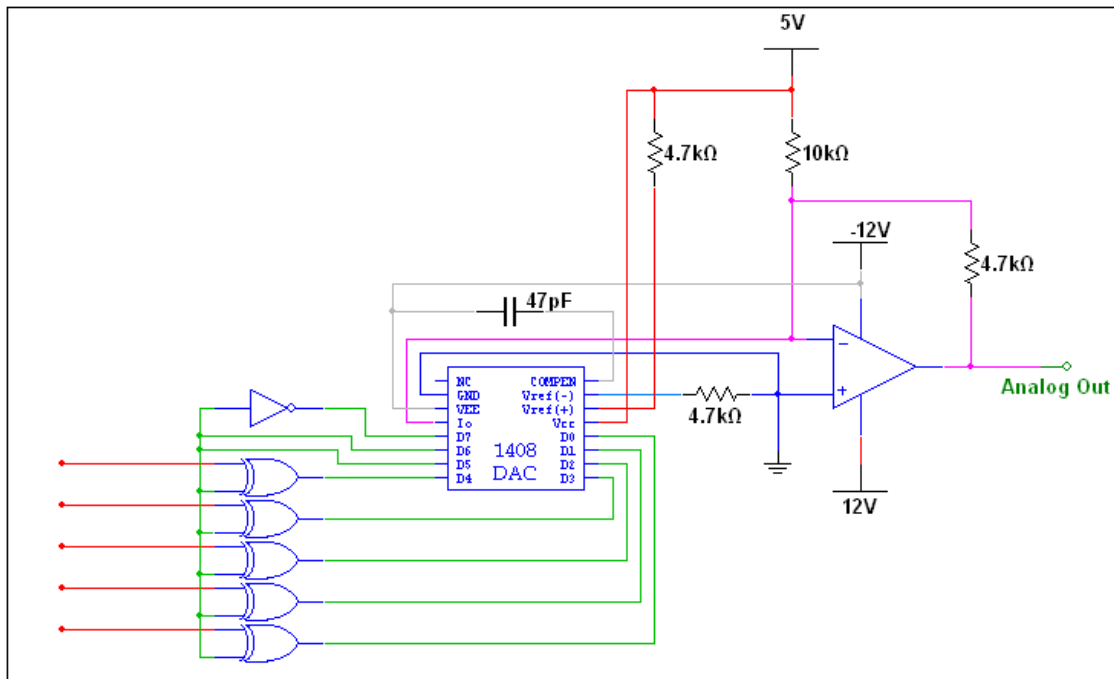 5V
4.7kΩ
10kΩ
-12V
4.7kΩ
47pF
NC COMPEN
GND Vref(-)
VEE Vref(+)
Io Vcc
D7 D0
D6 D1
D5 D2
D4 D3
1408
DAC
4.7kΩ
-
+
Analog Out
12V